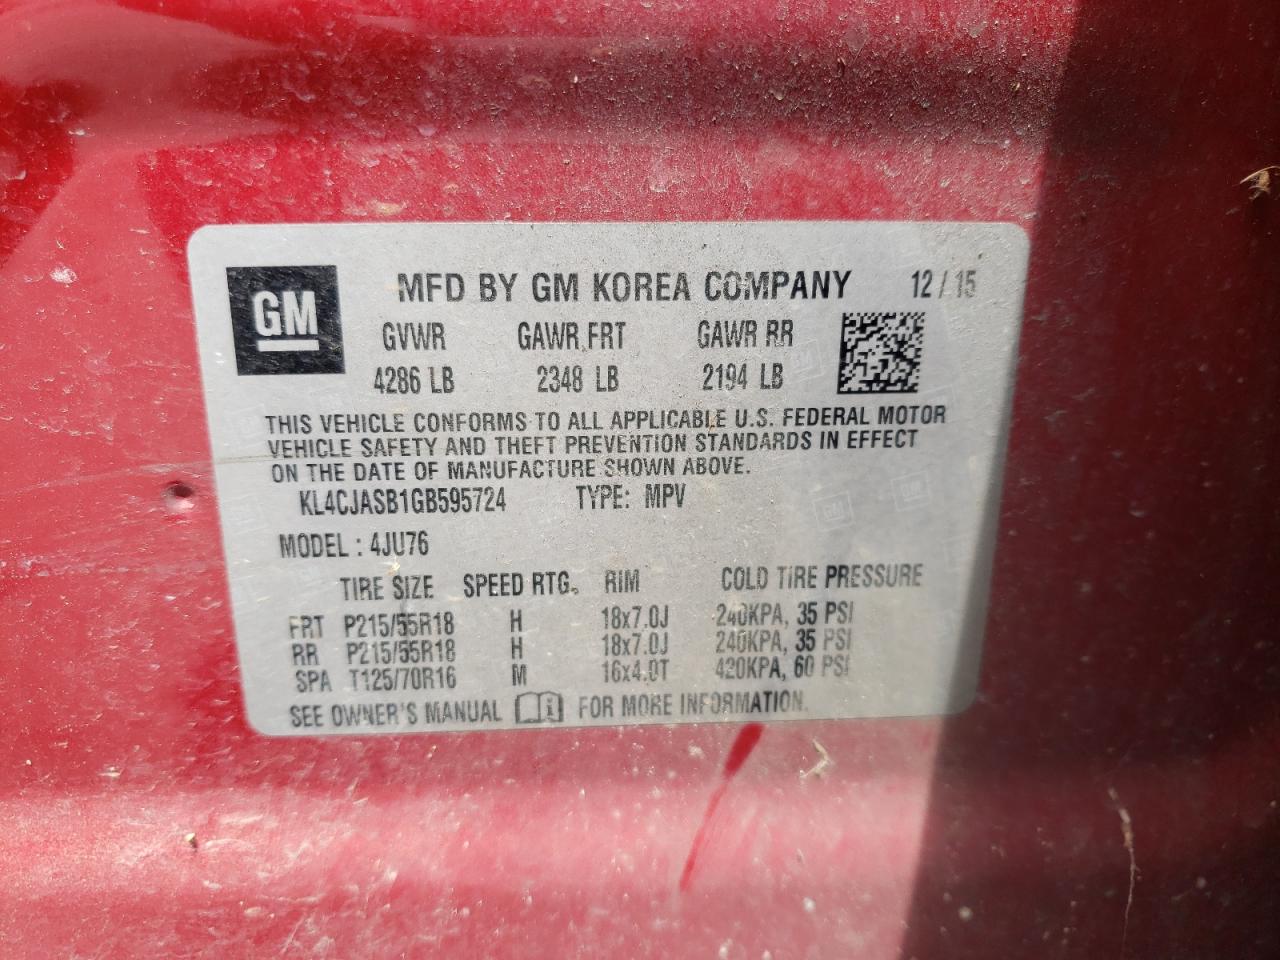 GM
MFD BY GM KOREA COMPANY 12/15
GVWR GAWR FRT GAWR RR
4286 LB 2348 LB 2194 LB
THIS VEHICLE CONFORMS TO ALL APPLICABLE U.S. FEDERAL MOTOR
VEHICLE SAFETY AND THEFT PREVENTION STANDARDS IN EFFECT
ON THE DATE OF MANUFACTURE SHOWN ABOVE.
KL4CJASB1GB595724 TYPE: MPV
MODEL : 4JU76
TIRE SIZE SPEED RTG. RIM COLD TIRE PRESSURE
FRT P215/55R18 H 18x7.0J 240KPA, 35 PSI
RR P215/55R18 H 18x7.0J 240KPA, 35 PSI
SPA T125/70R16 M 16x4.0T 420KPA, 60 PSI
SEE OWNER'S MANUAL i FOR MORE INFORMATION.